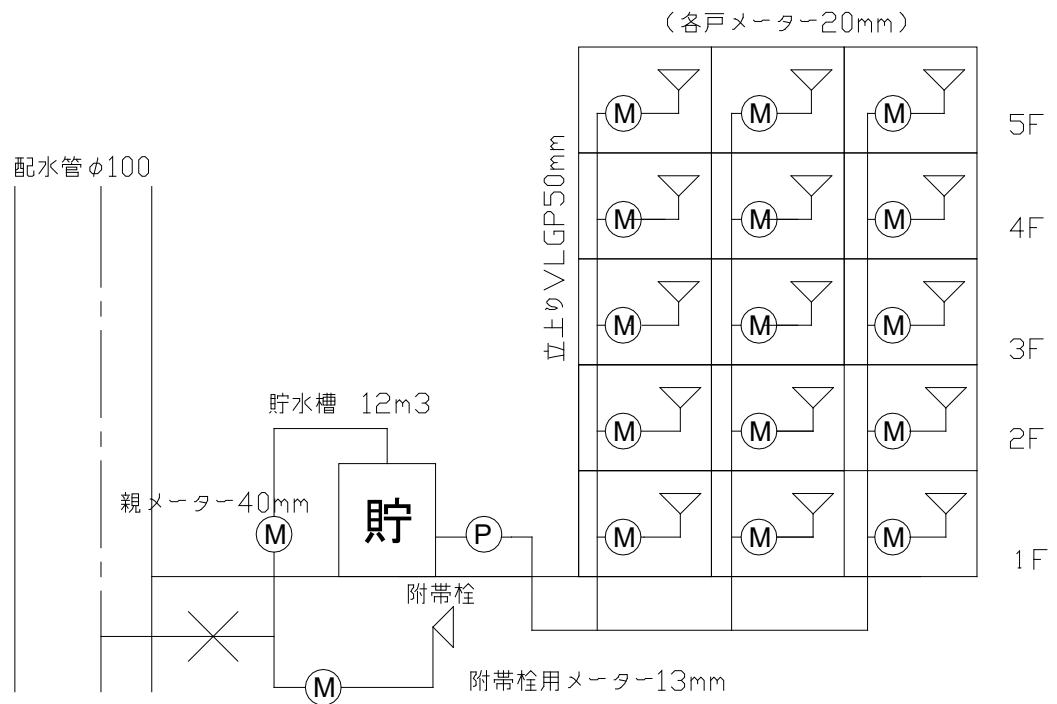 （各戸メーター20mm）
配水管φ100
立上りVLGP50mm
M
M
M
5F
M
M
M
4F
M
M
M
3F
貯水槽 12m3
M
M
M
2F
親メーター40mm
M
貯
P
M
M
M
1F
附帯栓
M
附帯栓用メーター13mm